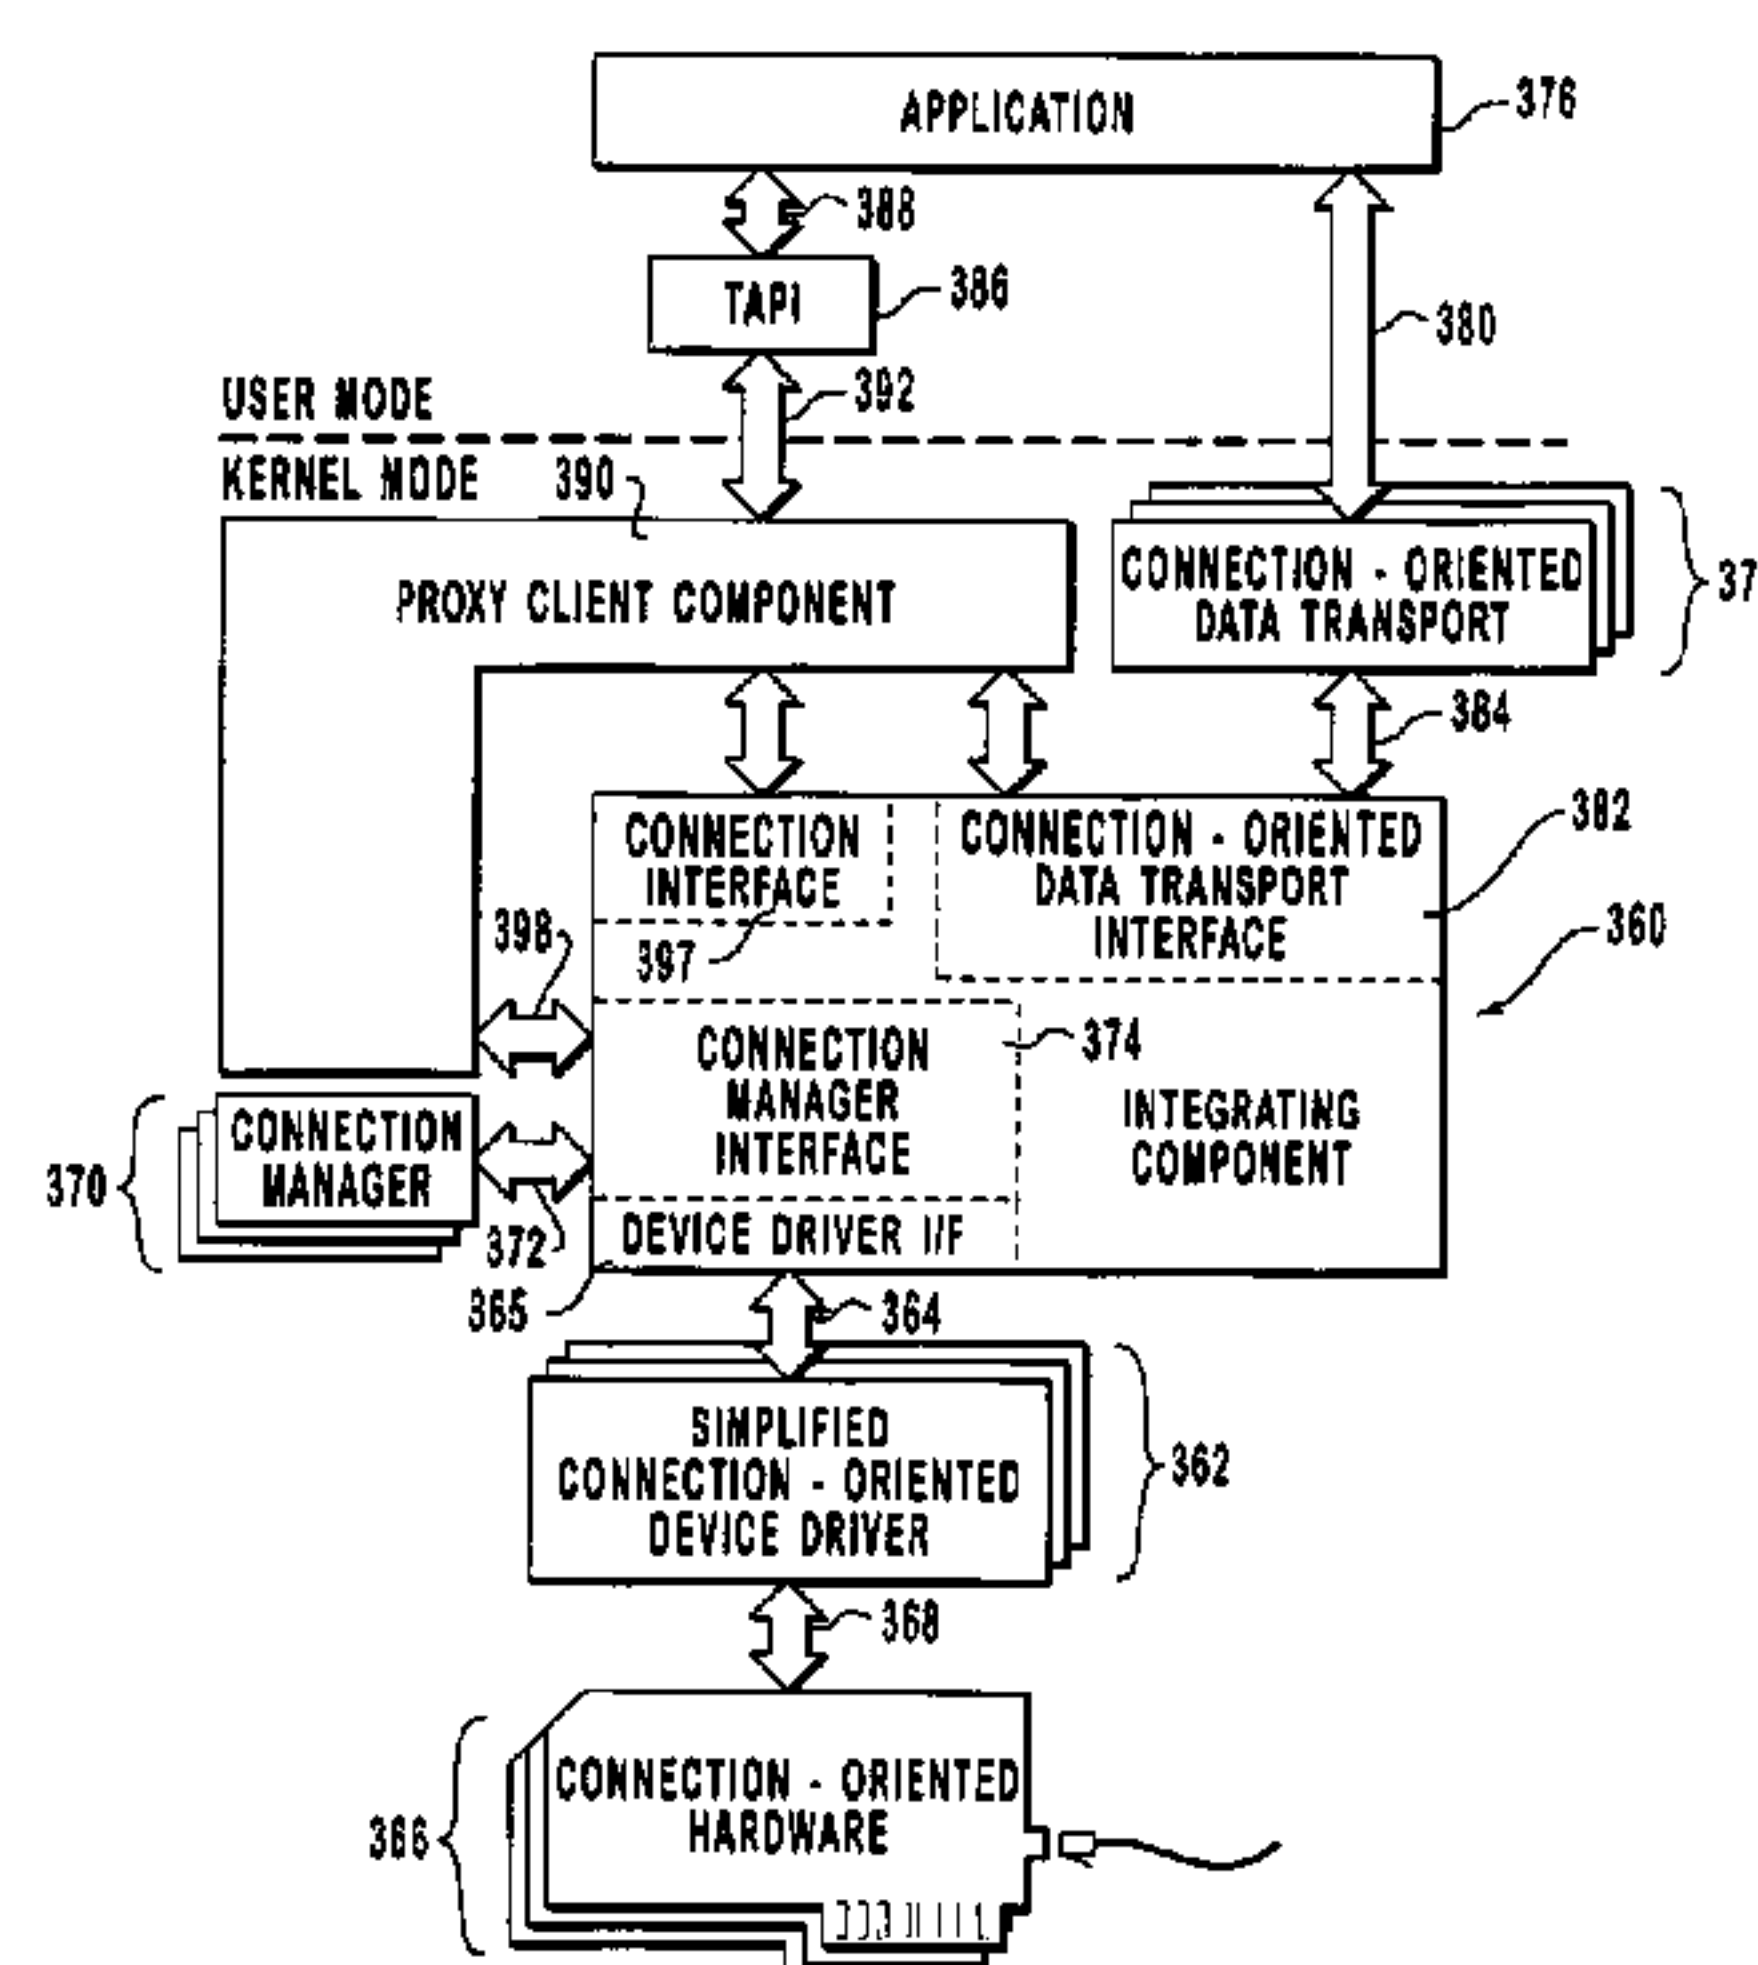 APPLICATION
376
388
TAPI
386
380
392
USER MODE
KERNEL MODE
390
PROXY CLIENT COMPONENT
CONNECTION - ORIENTED
DATA TRANSPORT
37
384
CONNECTION
INTERFACE
397
CONNECTION - ORIENTED
DATA TRANSPORT
INTERFACE
382
360
398
CONNECTION
MANAGER
INTERFACE
374
INTEGRATING
COMPONENT
370
CONNECTION
MANAGER
372
DEVICE DRIVER I/F
365
364
SIMPLIFIED
CONNECTION - ORIENTED
DEVICE DRIVER
362
368
CONNECTION - ORIENTED
HARDWARE
366